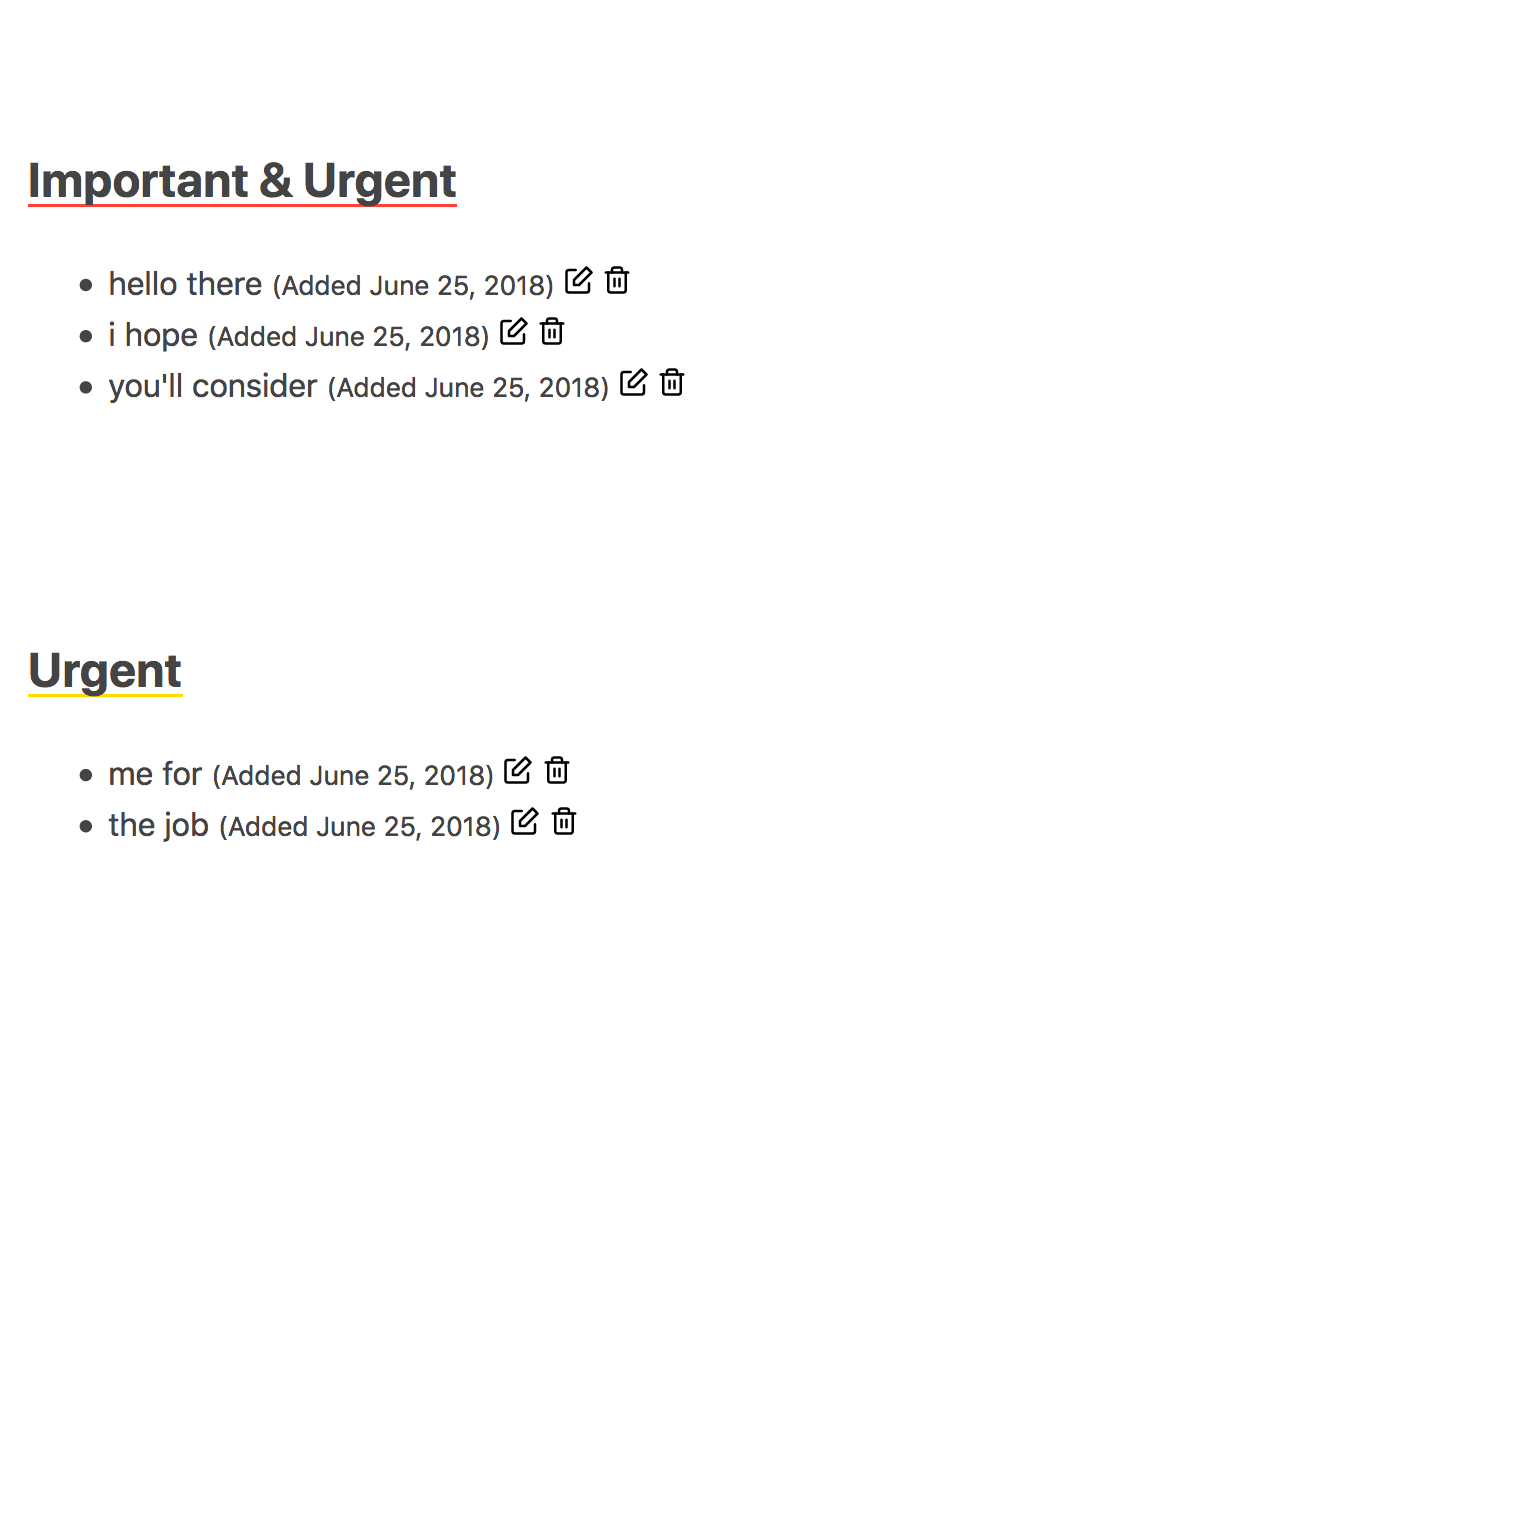 Important & Urgent
hello there (Added June 25, 2018)
i hope (Added June 25, 2018)
you'll consider (Added June 25, 2018)
Urgent
me for (Added June 25, 2018)
the job (Added June 25, 2018)